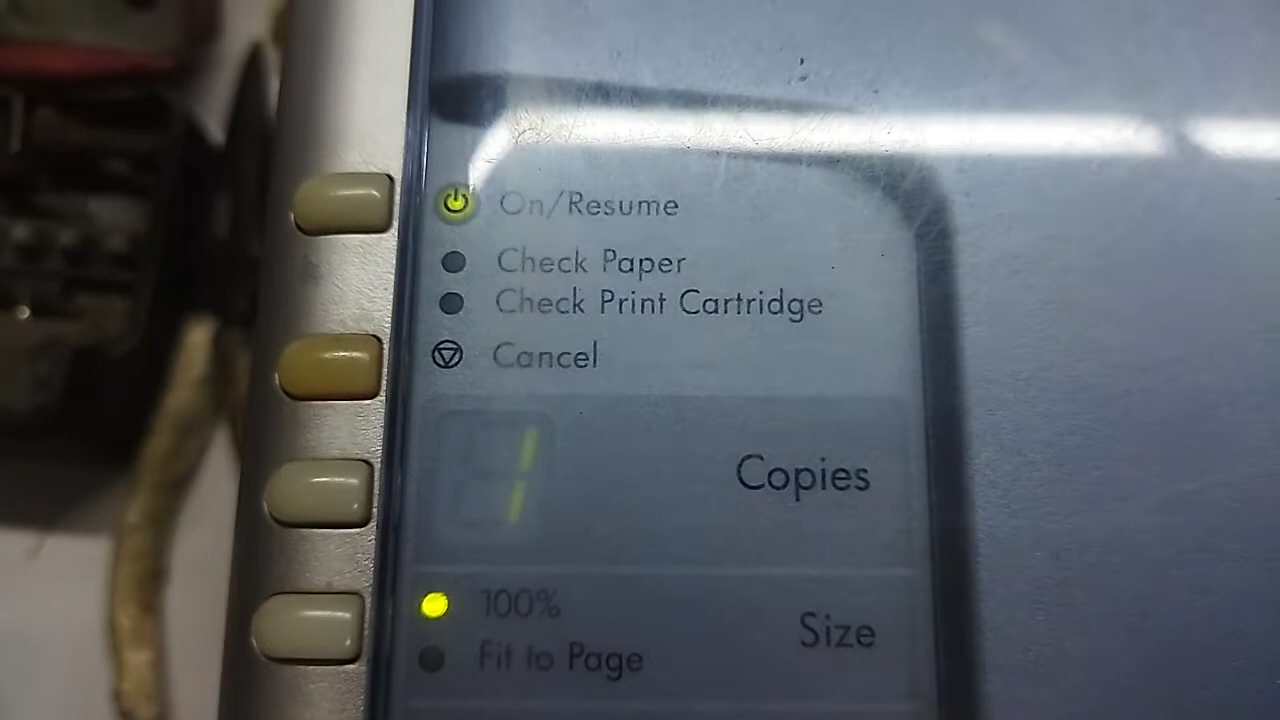 On/Resume
Check Paper
Check Print Cartridge
Cancel
1
Copies
100%
Size
Fit to Page